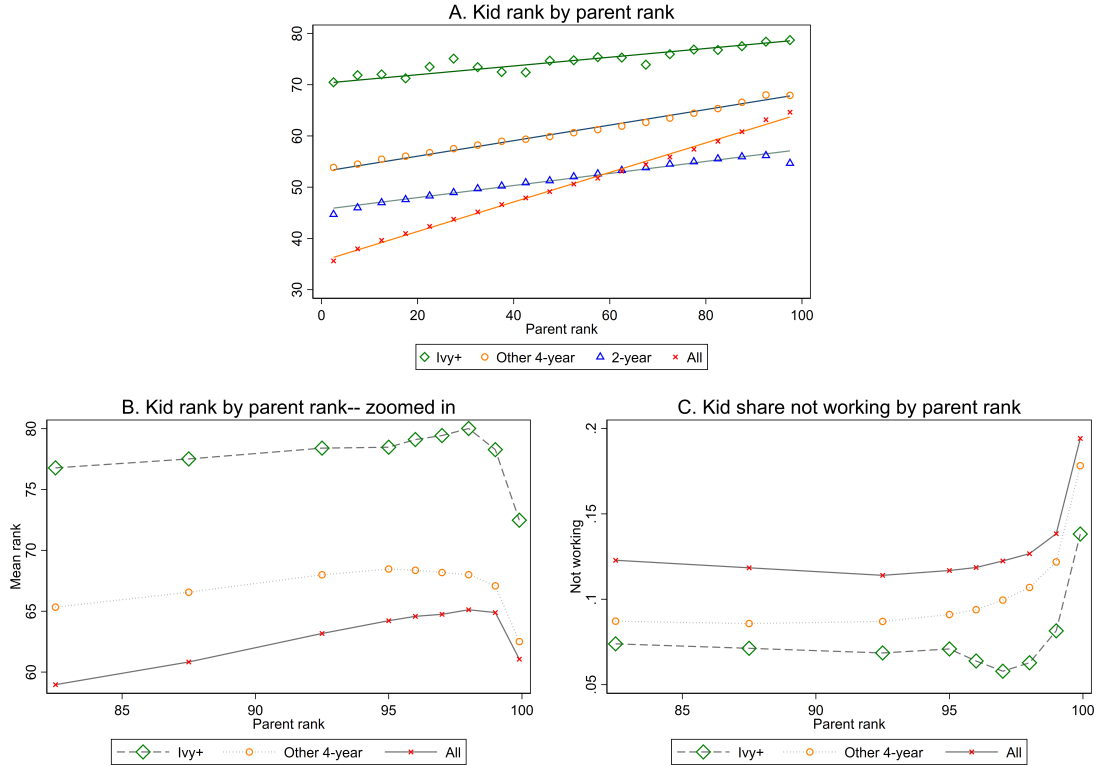 A. Kid rank by parent rank
80
70
60
50
40
30
0 20 40 60 80 100
Parent rank
Ivy+ Other 4-year 2-year All
B. Kid rank by parent rank-- zoomed in
Mean rank
80
75
70
65
60
85 90 95 100
Parent rank
Ivy+ Other 4-year All
C. Kid share not working by parent rank
Not working
.2
.15
.1
.05
85 90 95 100
Parent rank
Ivy+ Other 4-year All